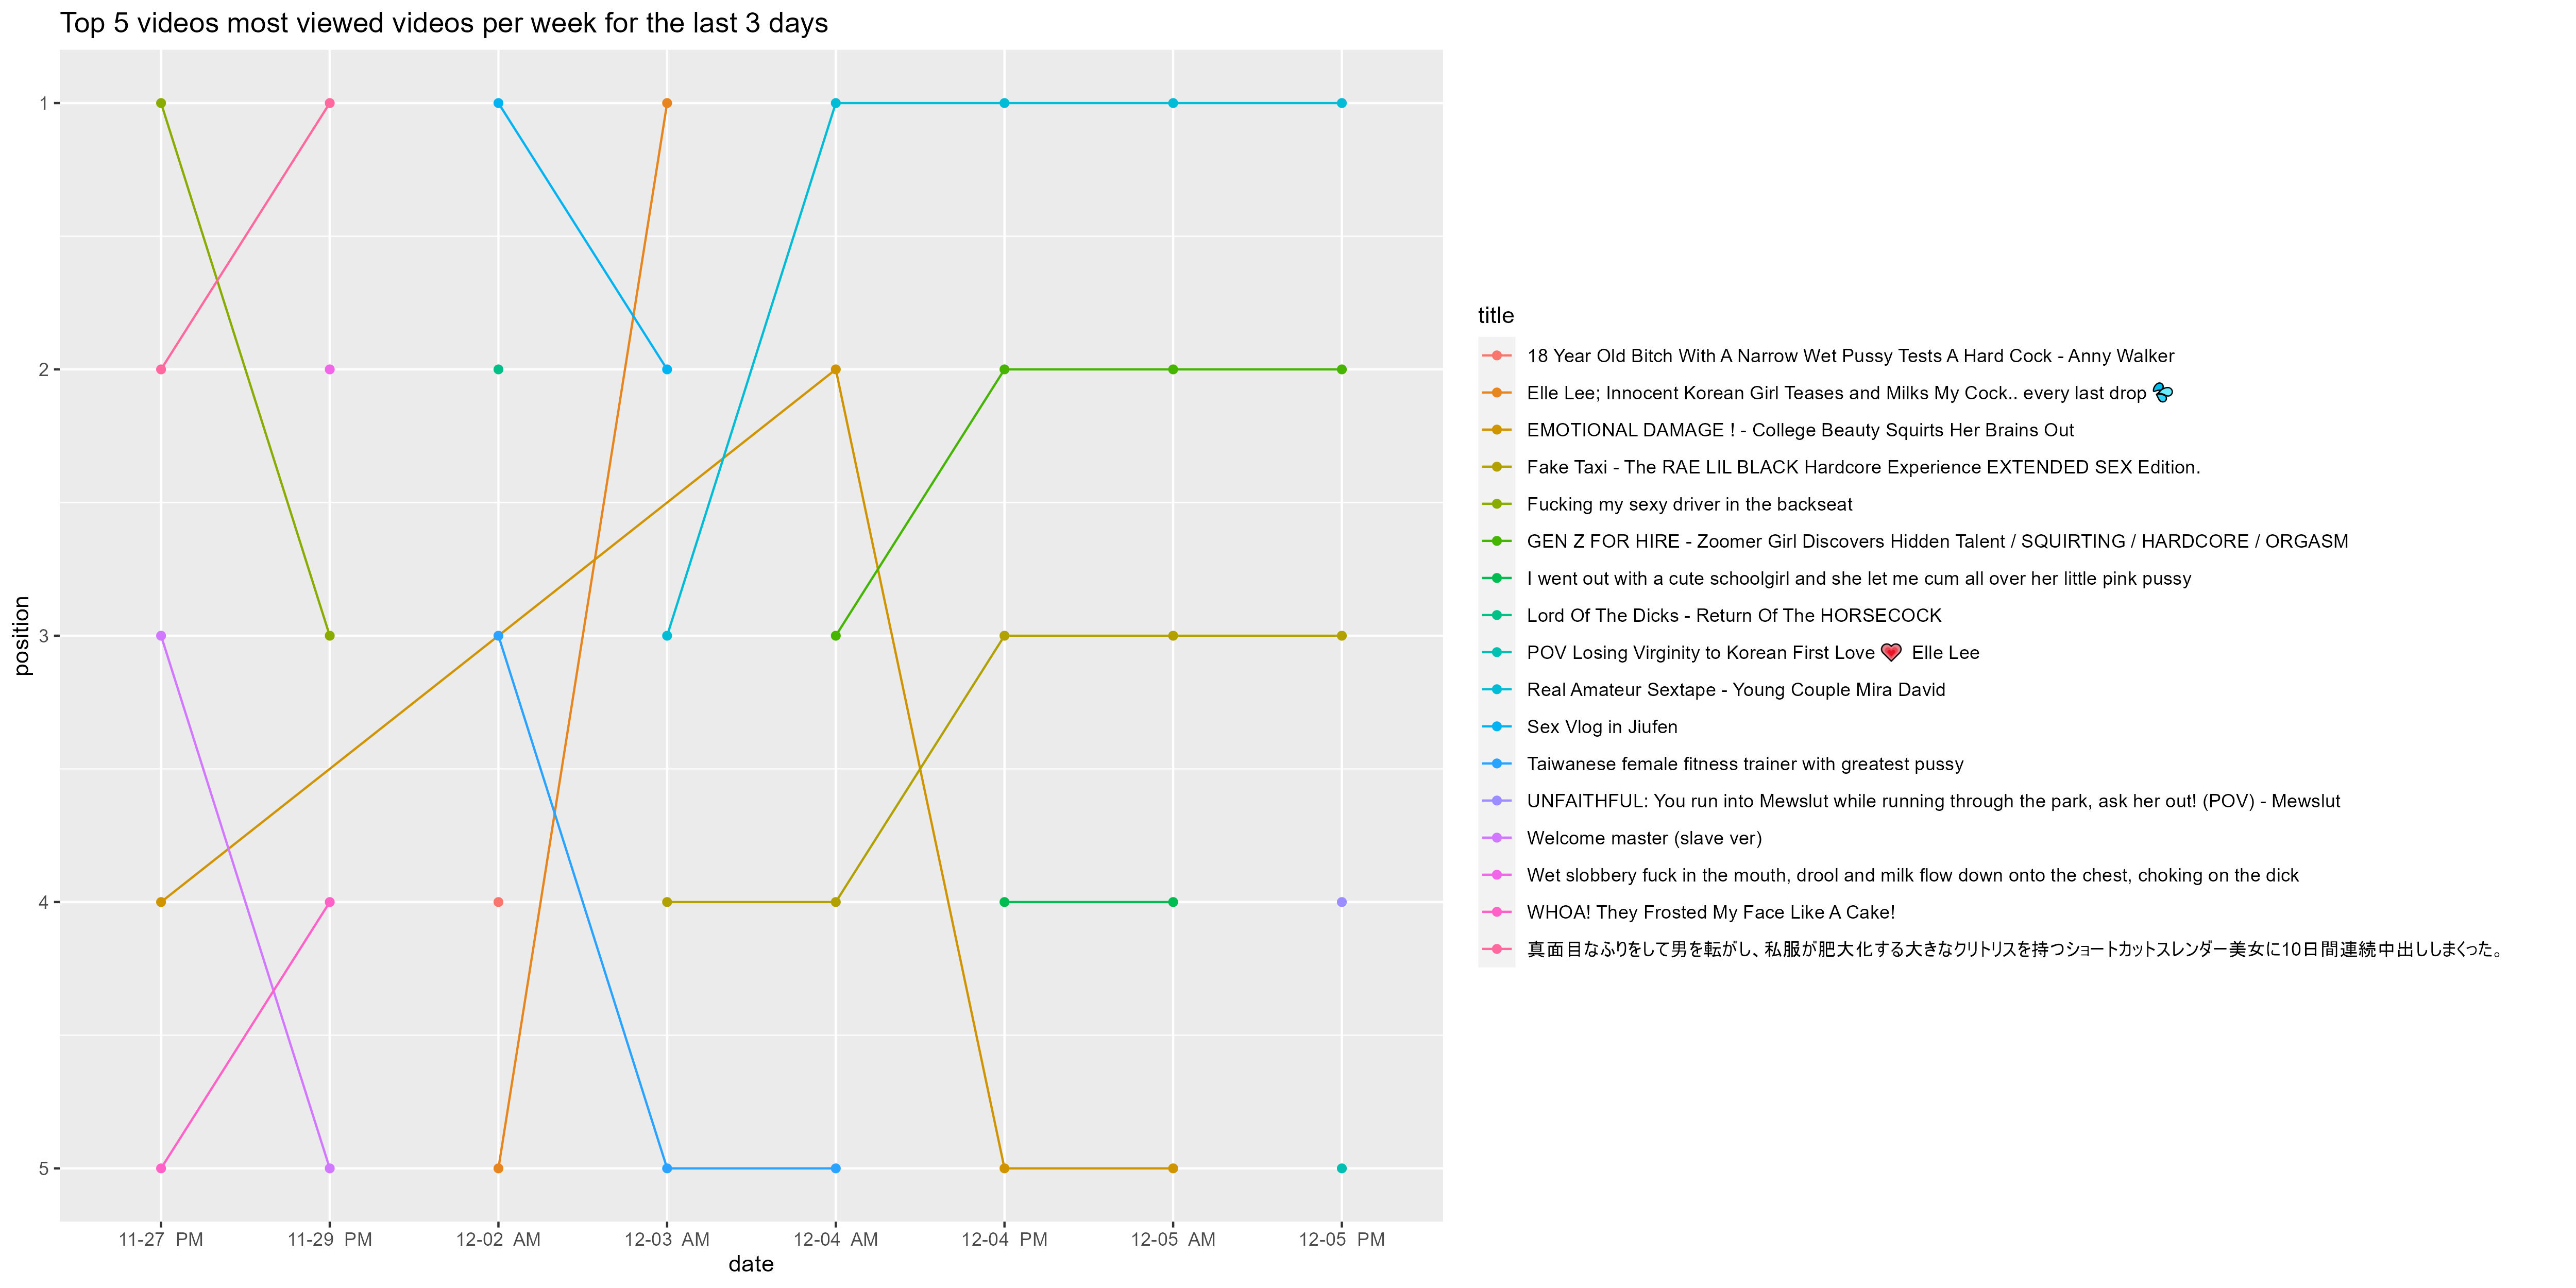 Top 5 videos most viewed videos per week for the last 3 days
position
1
2
3
4
5
11-27 PM
11-29 PM
12-02 AM
12-03 AM
12-04 AM
12-04 PM
12-05 AM
12-05 PM
date
title
18 Year Old Bitch With A Narrow Wet Pussy Tests A Hard Cock - Anny Walker
Elle Lee; Innocent Korean Girl Teases and Milks My Cock.. every last drop 💦
EMOTIONAL DAMAGE ! - College Beauty Squirts Her Brains Out
Fake Taxi - The RAE LIL BLACK Hardcore Experience EXTENDED SEX Edition.
Fucking my sexy driver in the backseat
GEN Z FOR HIRE - Zoomer Girl Discovers Hidden Talent / SQUIRTING / HARDCORE / ORGASM
I went out with a cute schoolgirl and she let me cum all over her little pink pussy
Lord Of The Dicks - Return Of The HORSECOCK
POV Losing Virginity to Korean First Love 💗 Elle Lee
Real Amateur Sextape - Young Couple Mira David
Sex Vlog in Jiufen
Taiwanese female fitness trainer with greatest pussy
UNFAITHFUL: You run into Mewslut while running through the park, ask her out! (POV) - Mewslut
Welcome master (slave ver)
Wet slobbery fuck in the mouth, drool and milk flow down onto the chest, choking on the dick
WHOA! They Frosted My Face Like A Cake!
真面目なふりをして男を転がし、私服が肥大化する大きなクリトリスを持つショートカットスレンダー美女に10日間連続中出ししまくった。